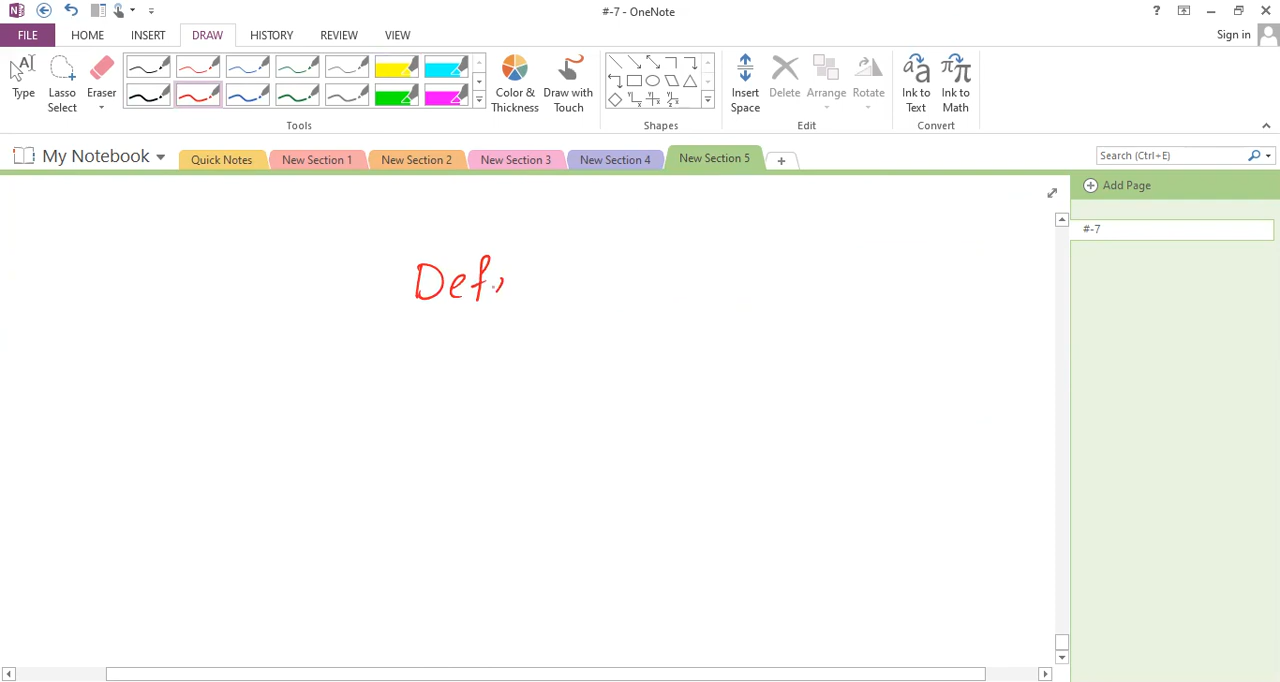 #-7 - OneNote
? Sign in
FILE HOME INSERT DRAW HISTORY REVIEW VIEW
Type
Lasso Select
Eraser
Color & Thickness
Draw with Touch
Insert Space
Delete
Arrange
Rotate
Ink to Text
Ink to Math
Tools Shapes Edit Convert
My Notebook Quick Notes New Section 1 New Section 2 New Section 3 New Section 4 New Section 5 +
Search (Ctrl+E)
Add Page
#-7
Def